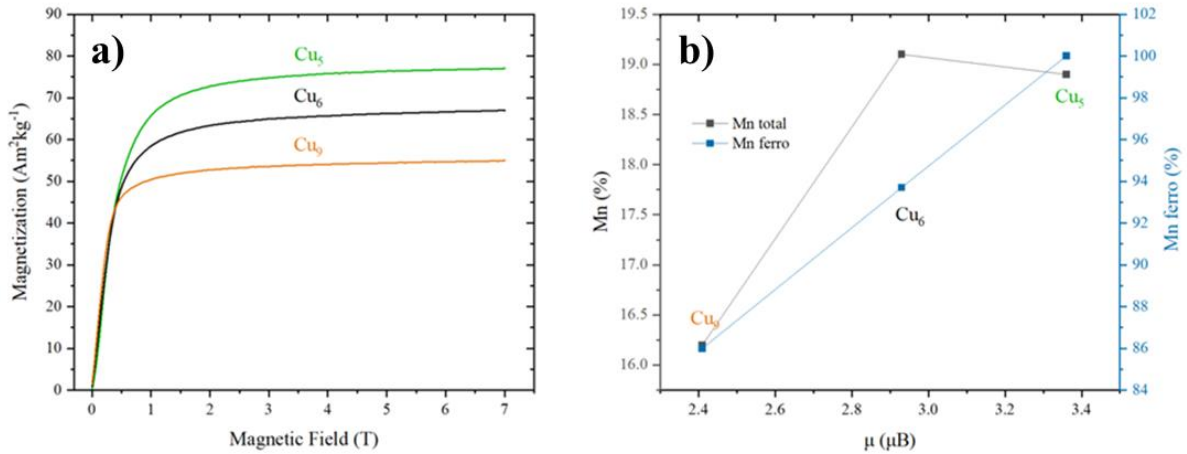 a)
90
80
70
60
50
40
30
20
10
0
Magnetization (Am²kg⁻¹)
Cu₅
Cu₆
Cu₉
0 1 2 3 4 5 6 7
Magnetic Field (T)
b)
19.5
19.0
18.5
18.0
17.5
17.0
16.5
16.0
Mn (%)
Mn total
Mn ferro
Cu₅
Cu₆
Cu₉
102
100
98
96
94
92
90
88
86
84
Mn ferro (%)
2.4 2.6 2.8 3.0 3.2 3.4
μ (μB)